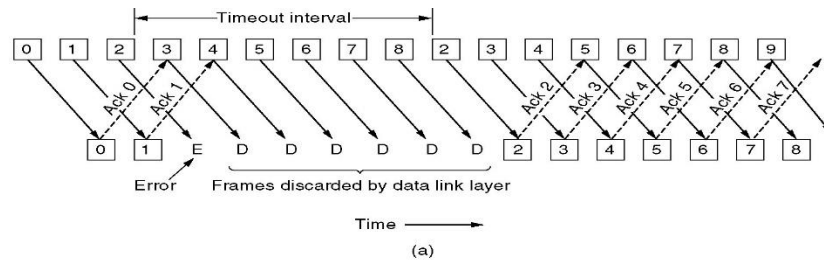 Timeout interval
0 1 2 3 4 5 6 7 8 2 3 4 5 6 7 8 9
Ack 0 Ack 1 Ack 2 Ack 3 Ack 4 Ack 5 Ack 6 Ack 7
0 1 E D D D D D D 2 3 4 5 6 7 8
Error Frames discarded by data link layer
Time
(a)